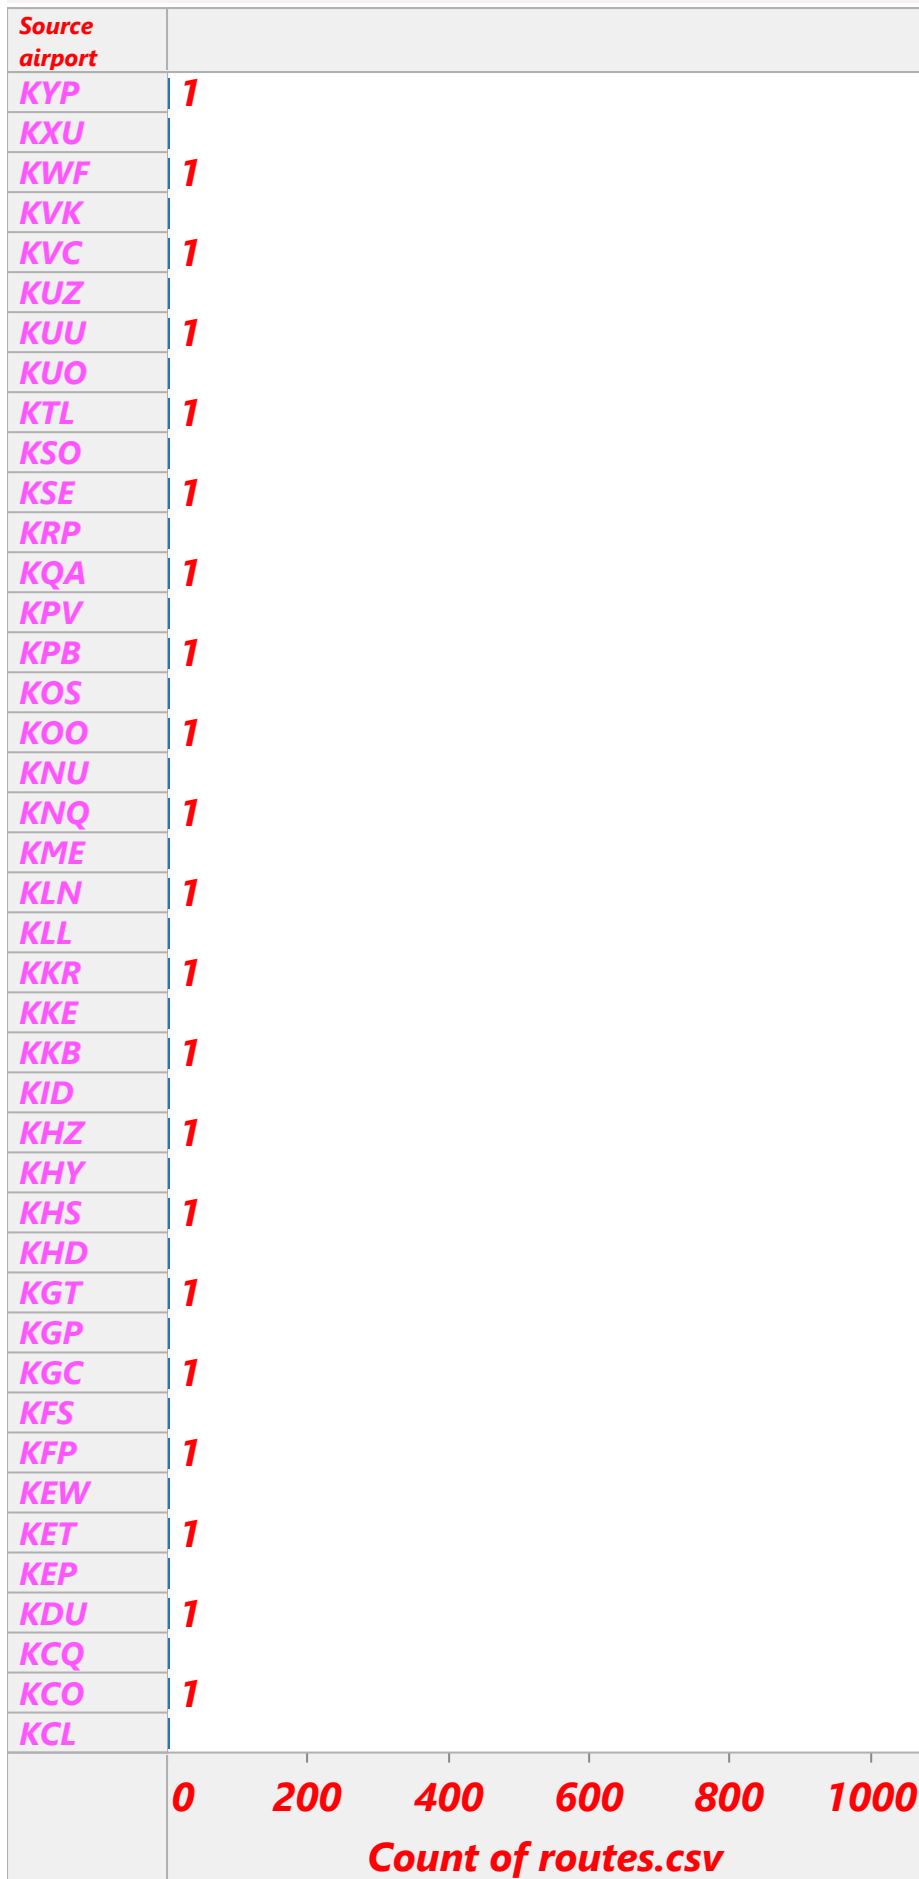 Source
airport
KYP 1
KXU
KWF 1
KVK
KVC 1
KUZ
KUU 1
KUO
KTL 1
KSO
KSE 1
KRP
KQA 1
KPV
KPB 1
KOS
KOO 1
KNU
KNQ 1
KME
KLN 1
KLL
KKR 1
KKE
KKB 1
KID
KHZ 1
KHY
KHS 1
KHD
KGT 1
KGP
KGC 1
KFS
KFP 1
KEW
KET 1
KEP
KDU 1
KCQ
KCO 1
KCL
0 200 400 600 800 1000
Count of routes.csv